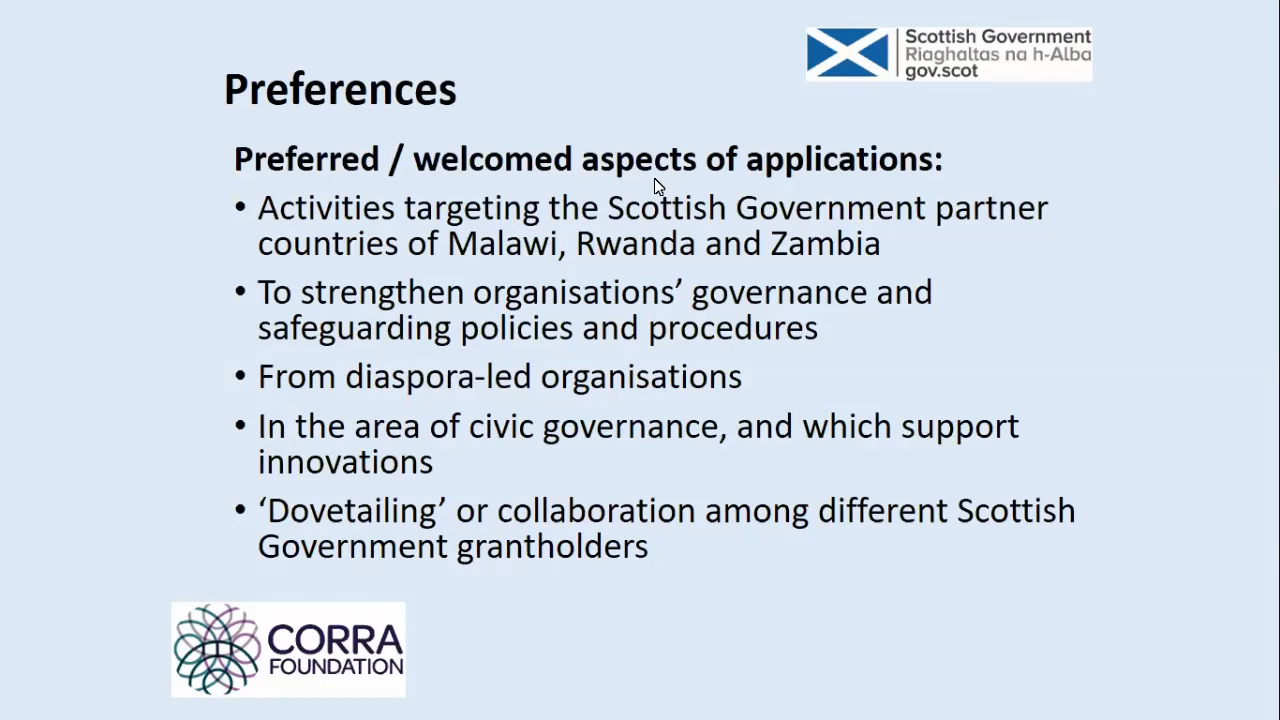 Scottish Government
Riaghaltas na h-Alba
gov.scot
Preferences
Preferred / welcomed aspects of applications:
• Activities targeting the Scottish Government partner
countries of Malawi, Rwanda and Zambia
• To strengthen organisations’ governance and
safeguarding policies and procedures
• From diaspora-led organisations
• In the area of civic governance, and which support
innovations
• ‘Dovetailing’ or collaboration among different Scottish
Government grantholders
CORRA
FOUNDATION